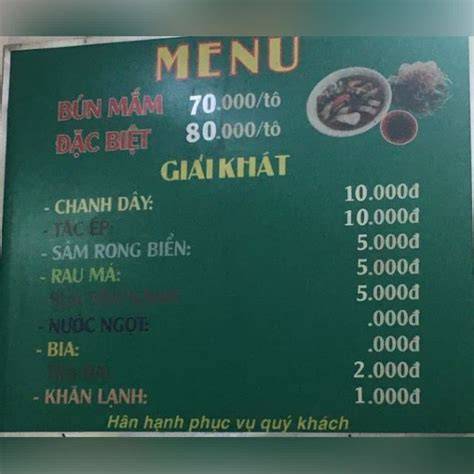 MENU
BÚN MẮM 70.000/tô
ĐẶC BIỆT 80.000/tô
GIẢI KHÁT
- CHANH DÂY: 10.000đ
- TẮC ÉP: 10.000đ
- SÂM RONG BIỂN: 5.000đ
- RAU MÁ: 5.000đ
5.000đ
- NƯỚC NGỌT: .000đ
- BIA: .000đ
2.000đ
- KHĂN LẠNH: 1.000đ
Hân hạnh phục vụ quý khách